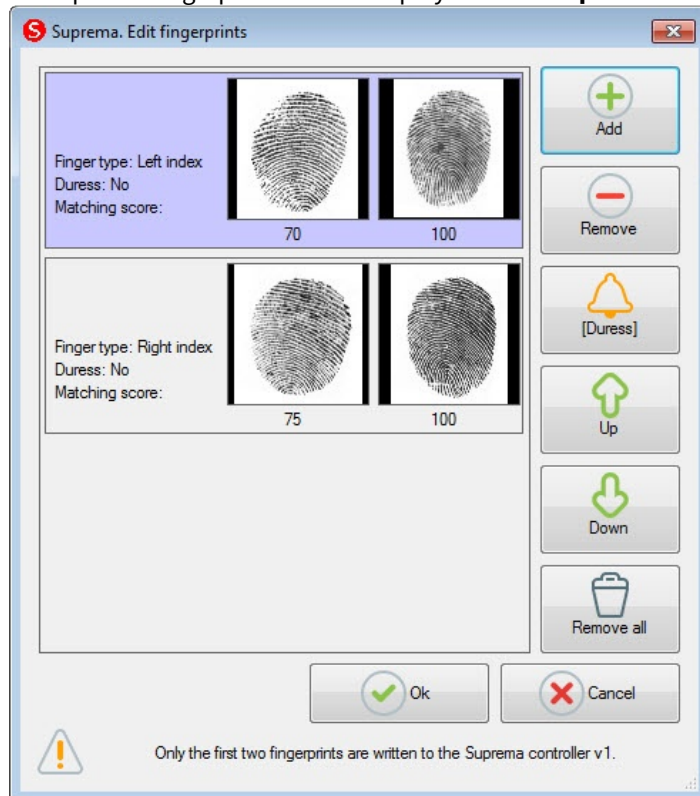 Suprema. Edit fingerprints
Finger type: Left index
Duress: No
Matching score:
70 100
Finger type: Right index
Duress: No
Matching score:
75 100
Add
Remove
[Duress]
Up
Down
Remove all
Ok Cancel
Only the first two fingerprints are written to the Suprema controller v1.